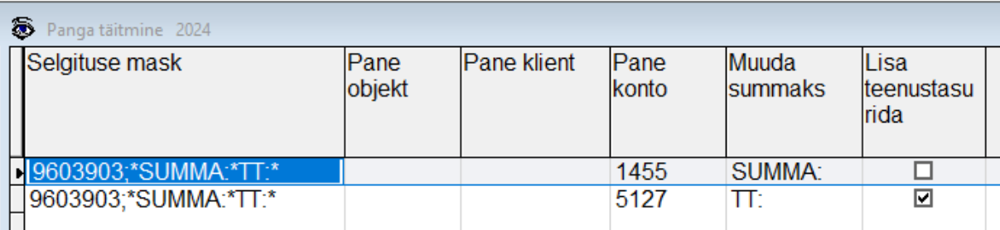 Panga täitmine 2024
Selgituse mask
Pane objekt
Pane klient
Pane konto
Muuda summaks
Lisa teenustasu rida
9603903;*SUMMA:*TT:* 1455 SUMMA:
9603903;*SUMMA:*TT:* 5127 TT: